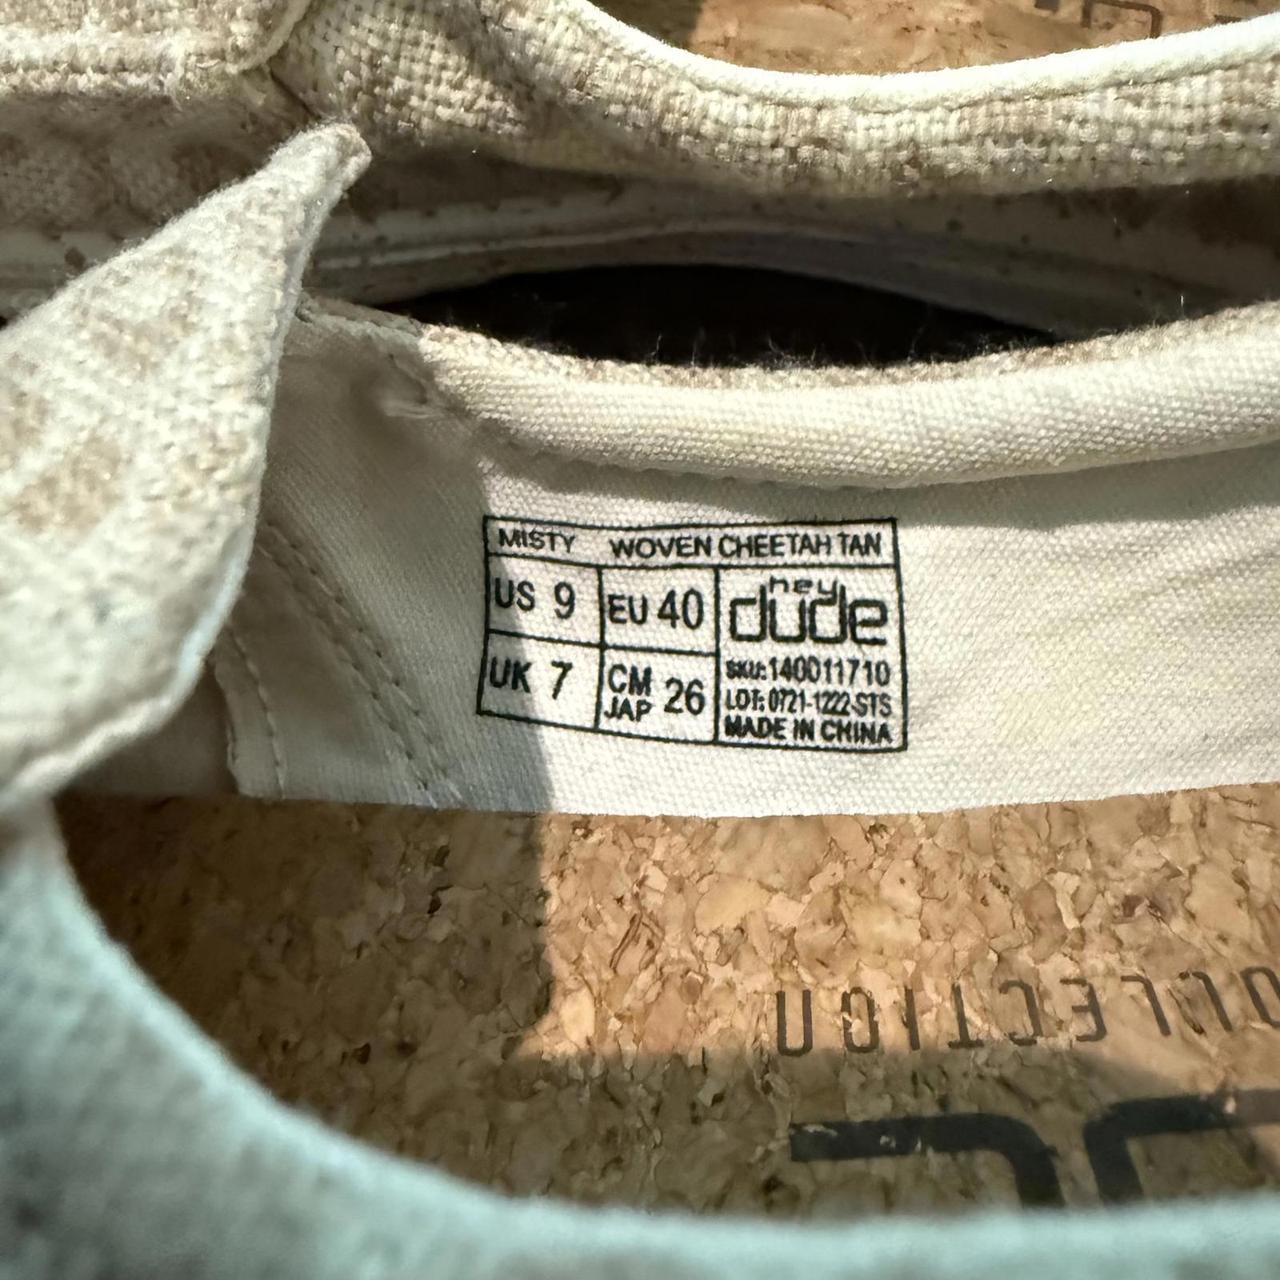 MISTY WOVEN CHEETAH TAN
US 9
EU 40
UK 7
CM JAP 26
hey dude
SKU:140011710
LOT: 0721-1222-STS
MADE IN CHINA